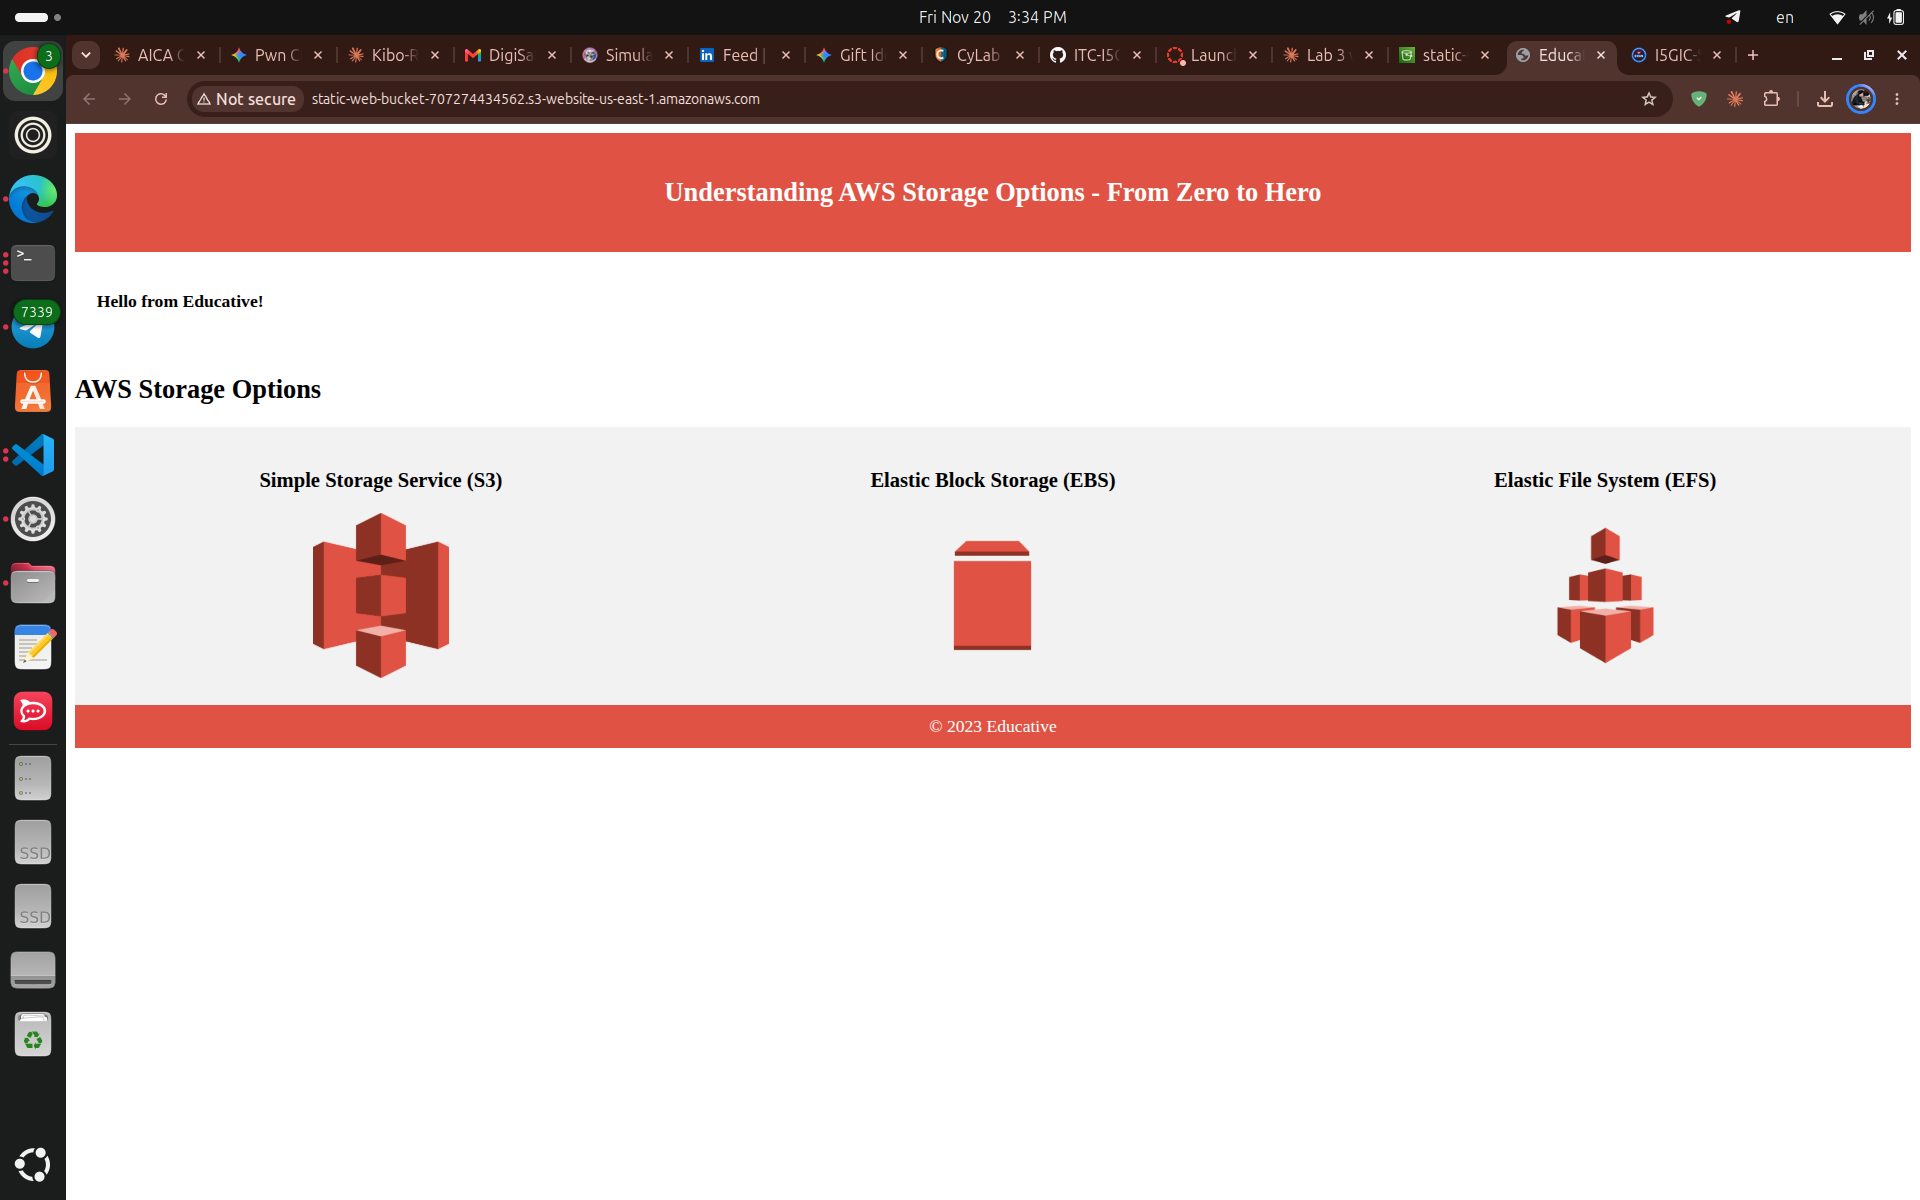 Fri Nov 20 3:34 PM
en
3
AICA
Pwn C
Kibo-R
DigiSa
Simula
Feed |
Gift Id
CyLab
ITC-I5
Launc
Lab 3
static-
Educa
I5GIC-
Not secure
static-web-bucket-707274434562.s3-website-us-east-1.amazonaws.com
Understanding AWS Storage Options - From Zero to Hero
Hello from Educative!
7339
AWS Storage Options
Simple Storage Service (S3)
Elastic Block Storage (EBS)
Elastic File System (EFS)
© 2023 Educative
SSD
SSD